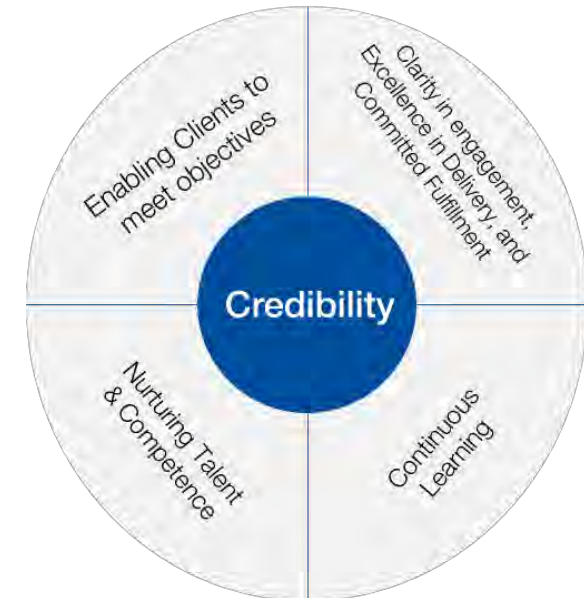 Enabling Clients to
meet objectives
Clarity in engagement,
Excellence in Delivery, and
Committed Fulfillment
Credibility
Nurturing Talent
& Competence
Continuous
Learning